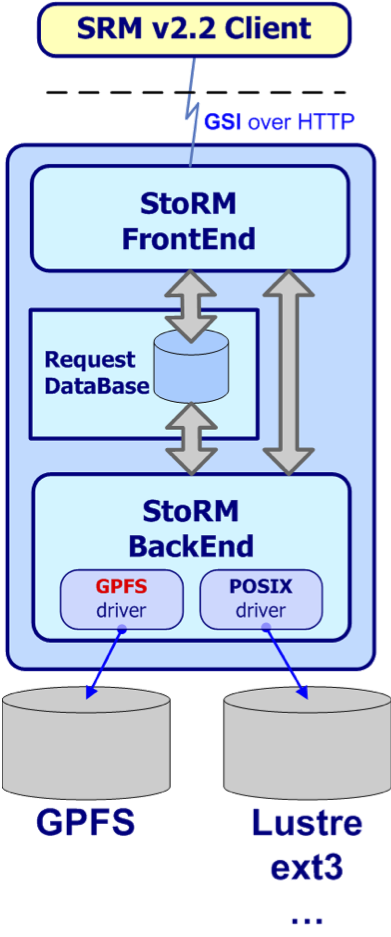 SRM v2.2 Client
GSI over HTTP
StoRM
FrontEnd
Request
DataBase
StoRM
BackEnd
GPFS
driver
POSIX
driver
GPFS
Lustre
ext3
...